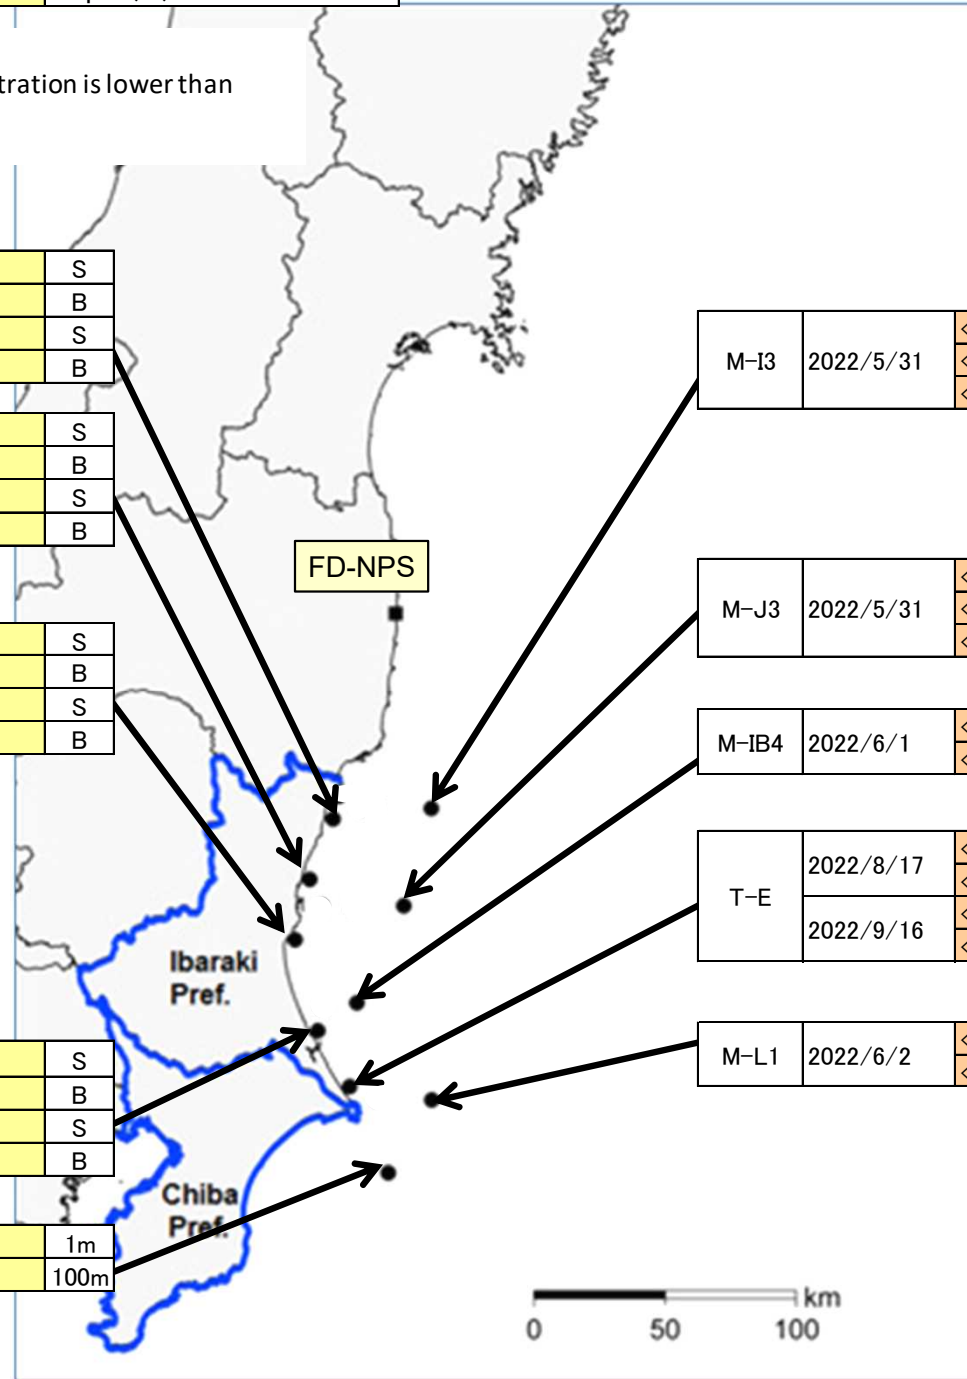 tration is lower than
S
B
S
B
S
B
S
B
S
B
S
B
S
B
S
B
1m
100m
FD-NPS
Ibaraki
Pref.
Chiba
Pref.
M-I3 2022/5/31
<
<
<
M-J3 2022/5/31
<
<
<
M-IB4 2022/6/1
<
<
T-E
2022/8/17
<
<
2022/9/16
<
<
M-L1 2022/6/2
<
<
km
0 50 100